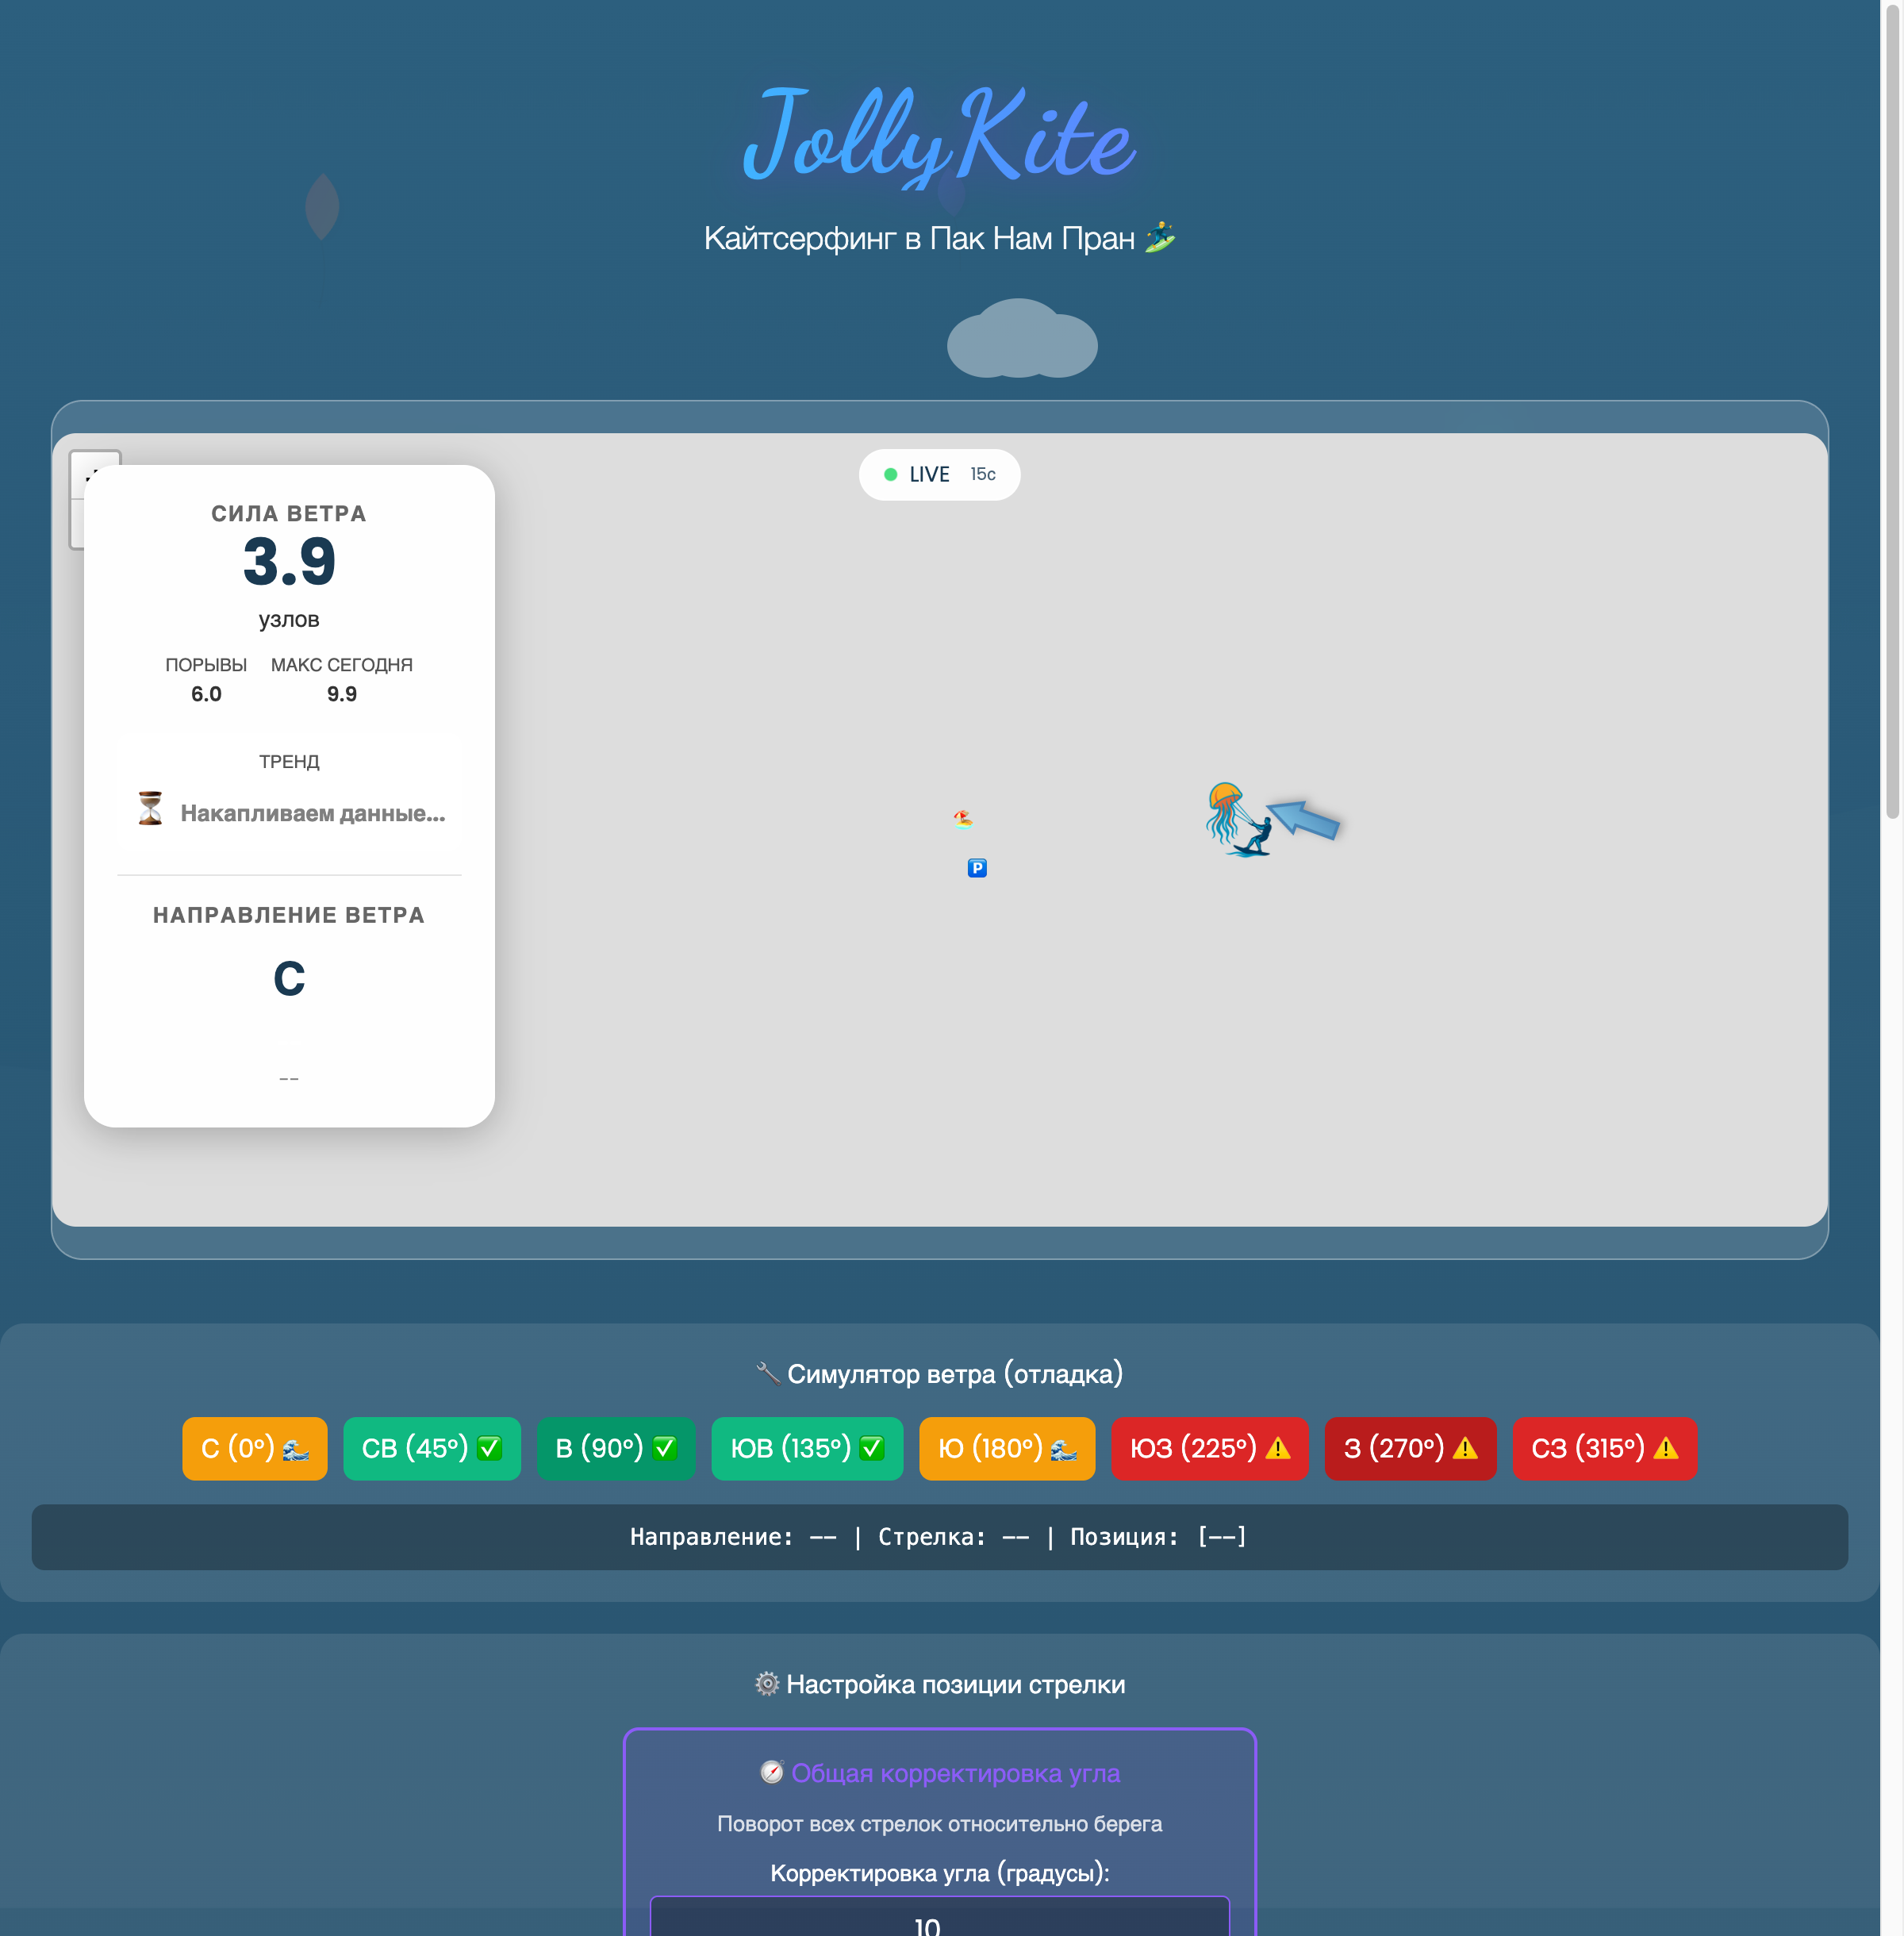 JollyKite
Кайтсерфинг в Пак Нам Пран
LIVE 15с
СИЛА ВЕТРА
3.9
узлов
ПОРЫВЫ МАКС СЕГОДНЯ
6.0 9.9
ТРЕНД
Накапливаем данные...
НАПРАВЛЕНИЕ ВЕТРА
С
--
P
Симулятор ветра (отладка)
С (0°) СВ (45°) В (90°) ЮВ (135°) Ю (180°) ЮЗ (225°) З (270°) СЗ (315°)
Направление: -- | Стрелка: -- | Позиция: [--]
Настройка позиции стрелки
Общая корректировка угла
Поворот всех стрелок относительно берега
Корректировка угла (градусы):
10